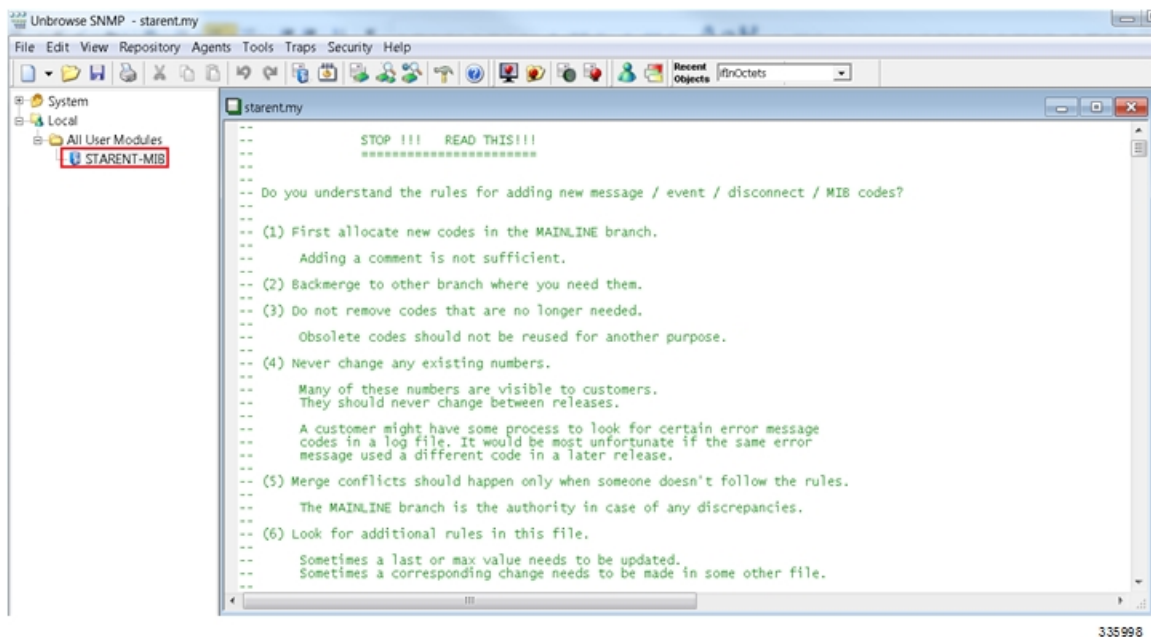 Unbrowse SNMP - starent.my
File Edit View Repository Agents Tools Traps Security Help
Recent Objects ifInOctets
System
Local
All User Modules
STARENT-MIB
starent.my
--
-- STOP !!! READ THIS!!!
-- ========================
--
--
-- Do you understand the rules for adding new message / event / disconnect / MIB codes?
--
--
-- (1) First allocate new codes in the MAINLINE branch.
--
-- Adding a comment is not sufficient.
--
-- (2) Backmerge to other branch where you need them.
--
-- (3) Do not remove codes that are no longer needed.
--
-- Obsolete codes should not be reused for another purpose.
--
-- (4) Never change any existing numbers.
--
-- Many of these numbers are visible to customers.
-- They should never change between releases.
--
-- A customer might have some process to look for certain error message
-- codes in a log file. It would be most unfortunate if the same error
-- message used a different code in a later release.
--
-- (5) Merge conflicts should happen only when someone doesn't follow the rules.
--
-- The MAINLINE branch is the authority in case of any discrepancies.
--
-- (6) Look for additional rules in this file.
--
-- Sometimes a last or max value needs to be updated.
-- Sometimes a corresponding change needs to be made in some other file.
--
335998